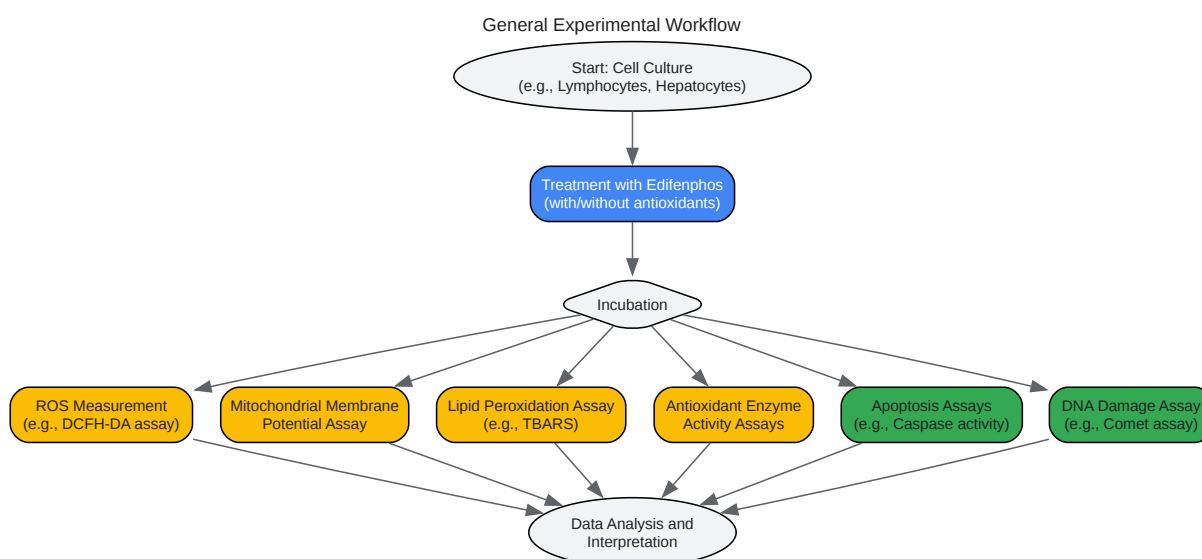 General Experimental Workflow
Start: Cell Culture
(e.g., Lymphocytes, Hepatocytes)
Treatment with Edifenphos
(with/without antioxidants)
Incubation
ROS Measurement
(e.g., DCFH-DA assay)
Mitochondrial Membrane
Potential Assay
Lipid Peroxidation Assay
(e.g., TBARS)
Antioxidant Enzyme
Activity Assays
Apoptosis Assays
(e.g., Caspase activity)
DNA Damage Assay
(e.g., Comet assay)
Data Analysis and
Interpretation